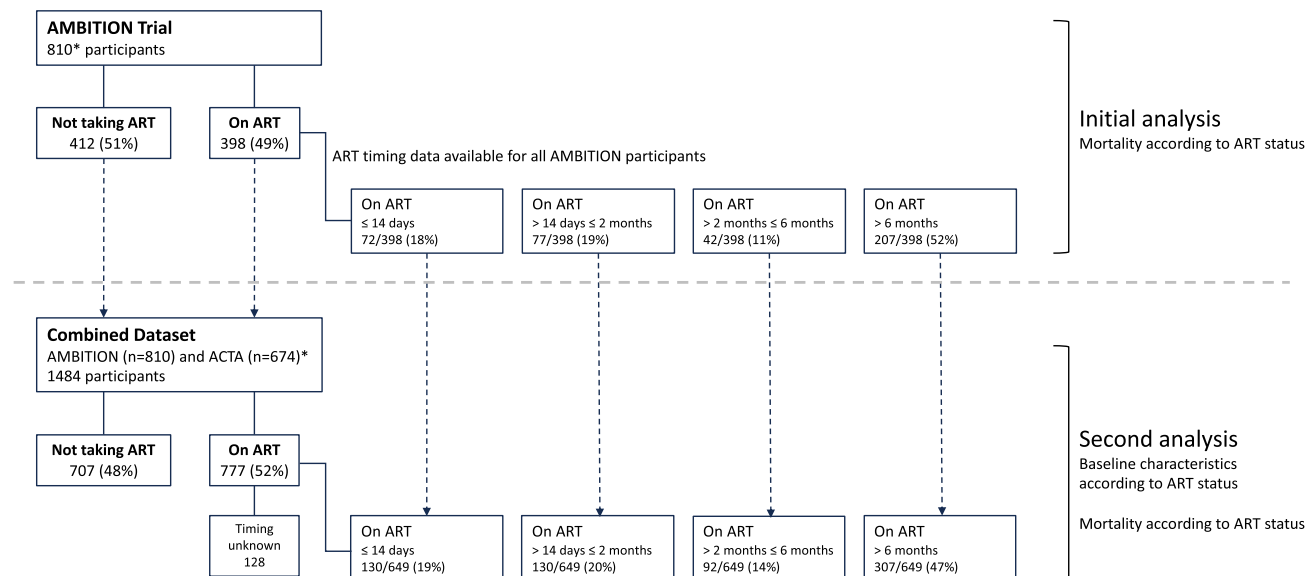 AMBITION Trial
810* participants
Not taking ART
412 (51%)
On ART
398 (49%)
ART timing data available for all AMBITION participants
On ART
≤ 14 days
72/398 (18%)
On ART
> 14 days ≤ 2 months
77/398 (19%)
On ART
> 2 months ≤ 6 months
42/398 (11%)
On ART
> 6 months
207/398 (52%)
Initial analysis
Mortality according to ART status
Combined Dataset
AMBITION (n=810) and ACTA (n=674)*
1484 participants
Not taking ART
707 (48%)
On ART
777 (52%)
Timing
unknown
128
On ART
≤ 14 days
130/649 (19%)
On ART
> 14 days ≤ 2 months
130/649 (20%)
On ART
> 2 months ≤ 6 months
92/649 (14%)
On ART
> 6 months
307/649 (47%)
Second analysis
Baseline characteristics
according to ART status
Mortality according to ART status